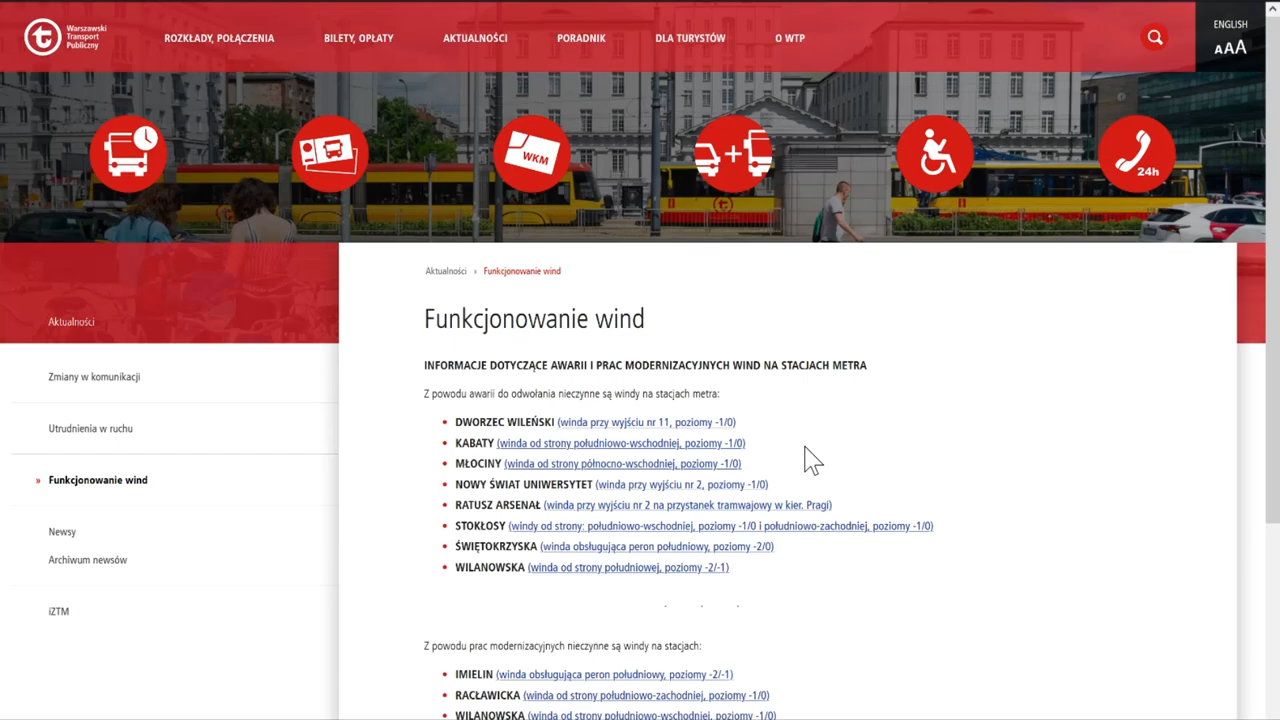 Warszawski
Transport
Publiczny
ROZKŁADY, POŁĄCZENIA
BILETY, OPŁATY
AKTUALNOŚCI
PORADNIK
DLA TURYSTÓW
O WTP
ENGLISH
AAA
WKM
24h
Aktualności
Zmiany w komunikacji
Utrudnienia w ruchu
» Funkcjonowanie wind
Newsy
Archiwum newsów
iZTM
Aktualności » Funkcjonowanie wind
Funkcjonowanie wind
INFORMACJE DOTYCZĄCE AWARII I PRAC MODERNIZACYJNYCH WIND NA STACJACH METRA
Z powodu awarii do odwołania nieczynne są windy na stacjach metra:
• DWORZEC WILEŃSKI (winda przy wyjściu nr 11, poziomy -1/0)
• KABATY (winda od strony południowo-wschodniej, poziomy -1/0)
• MŁOCINY (winda od strony północno-wschodniej, poziomy -1/0)
• NOWY ŚWIAT UNIWERSYTET (winda przy wyjściu nr 2, poziomy -1/0)
• RATUSZ ARSENAŁ (winda przy wyjściu nr 2 na przystanek tramwajowy w kier. Pragi)
• STOKŁOSY (windy od strony: południowo-wschodniej, poziomy -1/0 i południowo-zachodniej, poziomy -1/0)
• ŚWIĘTOKRZYSKA (winda obsługująca peron południowy, poziomy -2/0)
• WILANOWSKA (winda od strony południowej, poziomy -2/-1)
. . .
Z powodu prac modernizacyjnych nieczynne są windy na stacjach:
• IMIELIN (winda obsługująca peron południowy, poziomy -2/-1)
• RACŁAWICKA (winda od strony południowo-zachodniej, poziomy -1/0)
• WILANOWSKA (winda od strony południowo-wschodniej, poziomy -1/0)